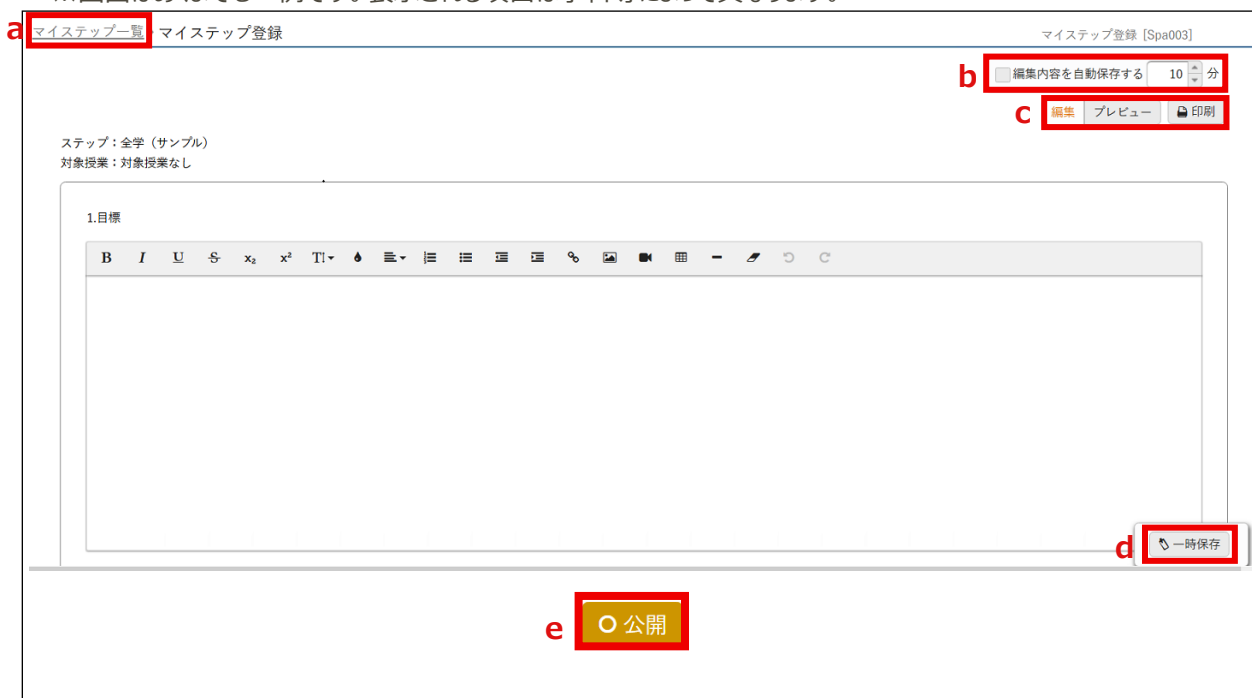 a マイステップ一覧 マイステップ登録 マイステップ登録 [Spa003]
b 編集内容を自動保存する 10 分
c 編集 プレビュー 印刷
ステップ：全学（サンプル）
対象授業：対象授業なし
1.目標
B I U S x₂ x²
d 一時保存
e 公開